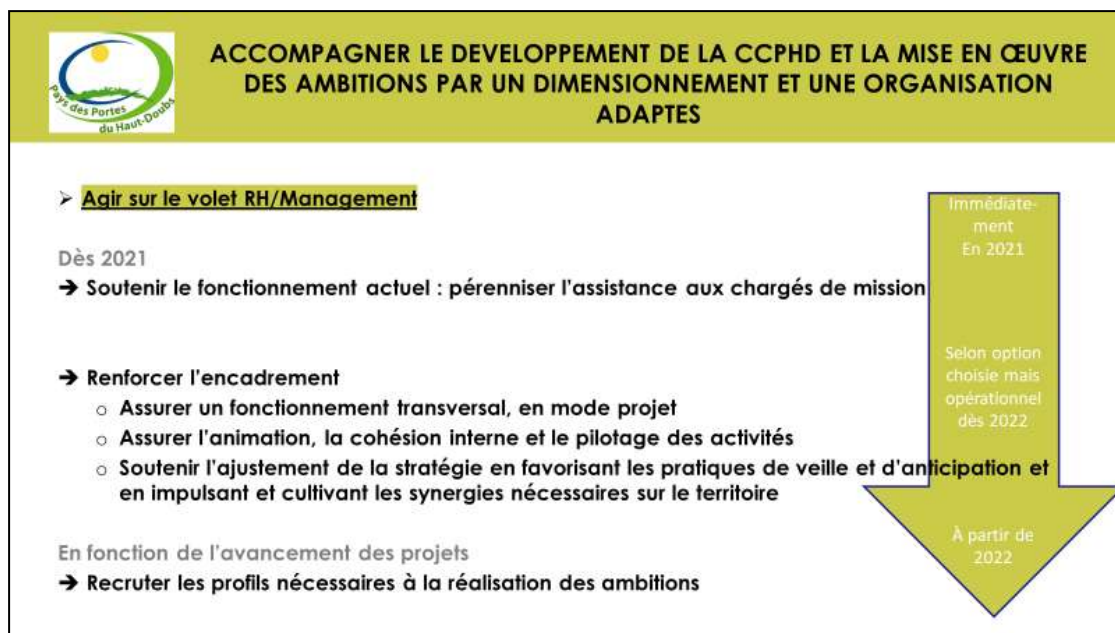 ACCOMPAGNER LE DEVELOPPEMENT DE LA CCPHD ET LA MISE EN ŒUVRE
DES AMBITIONS PAR UN DIMENSIONNEMENT ET UNE ORGANISATION
ADAPTES
Pays des Portes
du Haut-Doubs
➢ Agir sur le volet RH/Management
Immédiate-
ment
En 2021
Dès 2021
➔ Soutenir le fonctionnement actuel : pérenniser l’assistance aux chargés de mission
Selon option
choisie mais
opérationnel
dès 2022
➔ Renforcer l’encadrement
o Assurer un fonctionnement transversal, en mode projet
o Assurer l’animation, la cohésion interne et le pilotage des activités
o Soutenir l’ajustement de la stratégie en favorisant les pratiques de veille et d’anticipation et
en impulsant et cultivant les synergies nécessaires sur le territoire
À partir de
2022
En fonction de l’avancement des projets
➔ Recruter les profils nécessaires à la réalisation des ambitions